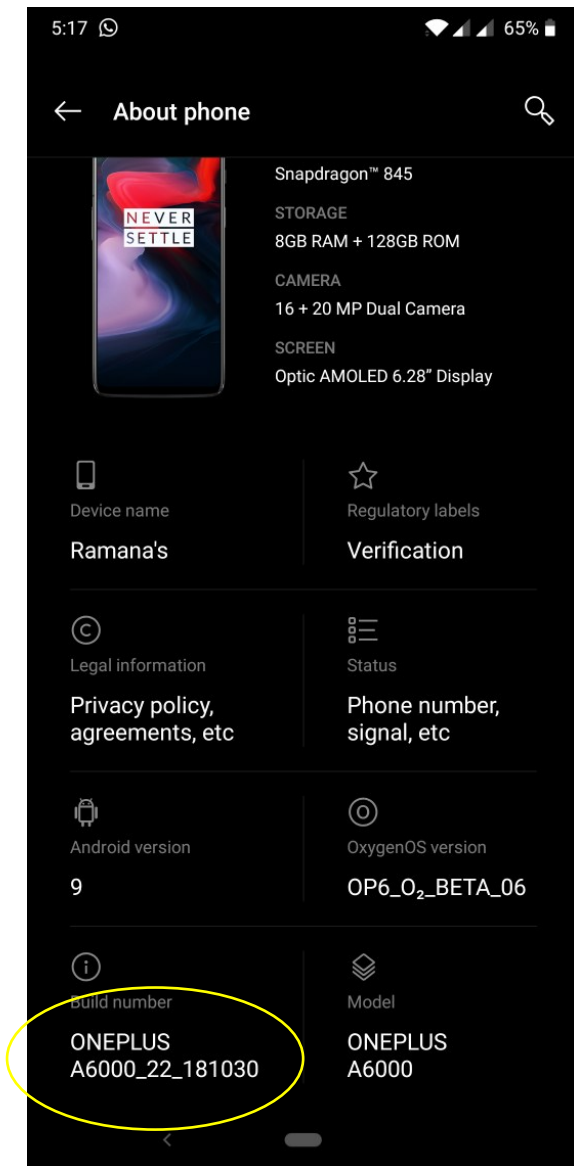 5:17
65%
About phone
NEVER
SETTLE
Snapdragon™ 845
STORAGE
8GB RAM + 128GB ROM
CAMERA
16 + 20 MP Dual Camera
SCREEN
Optic AMOLED 6.28″ Display
Device name
Ramana's
Regulatory labels
Verification
Legal information
Privacy policy,
agreements, etc
Status
Phone number,
signal, etc
Android version
9
OxygenOS version
OP6_O₂_BETA_06
Build number
ONEPLUS
A6000_22_181030
Model
ONEPLUS
A6000